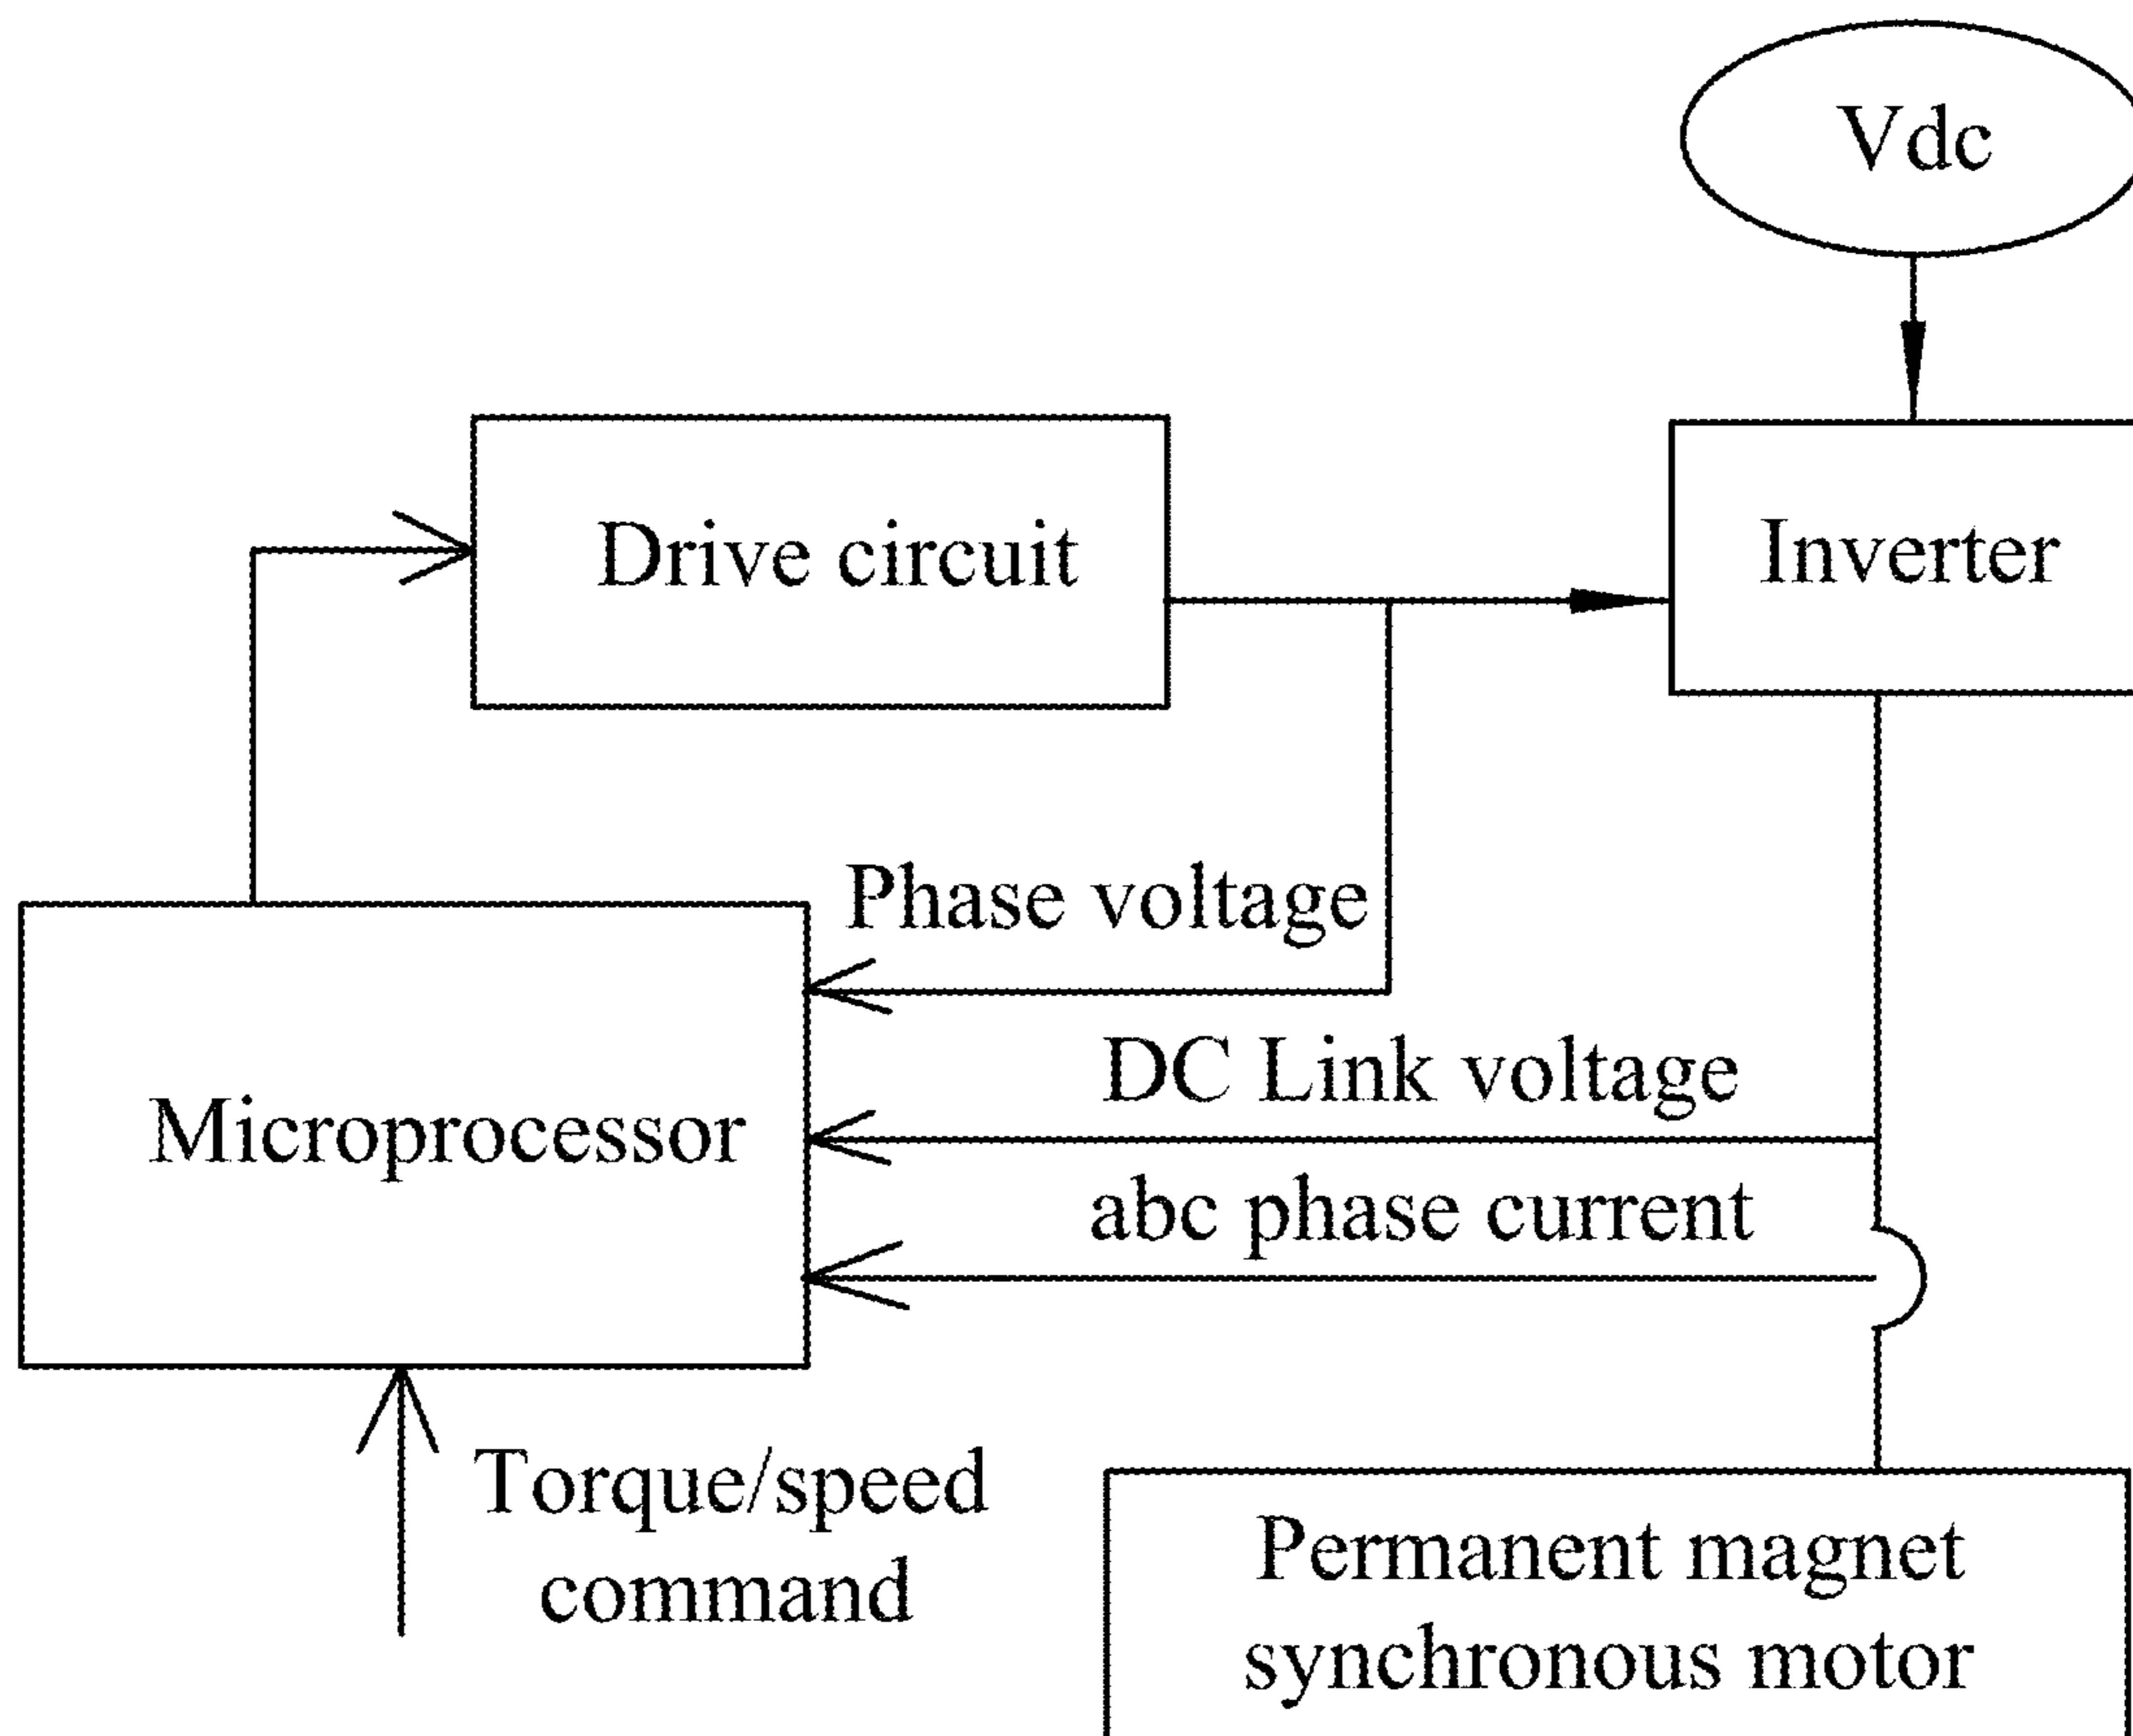 Vdc
Drive circuit
Inverter
Phase voltage
DC Link voltage
Microprocessor
abc phase current
Torque/speed
command
Permanent magnet
synchronous motor